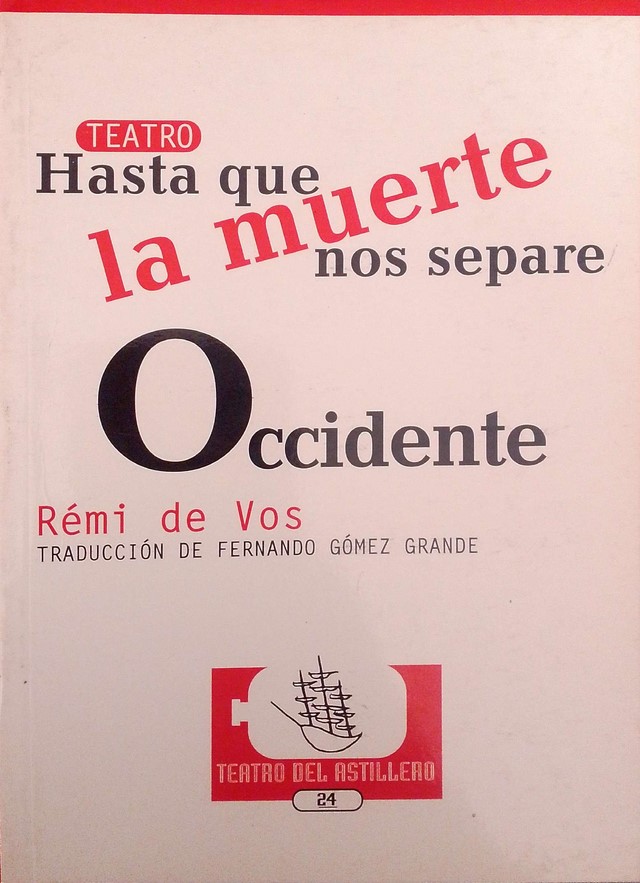 TEATRO
Hasta que
la muerte
nos separe
Occidente
Rémi de Vos
TRADUCCIÓN DE FERNANDO GÓMEZ GRANDE
TEATRO DEL ASTILLERO
24